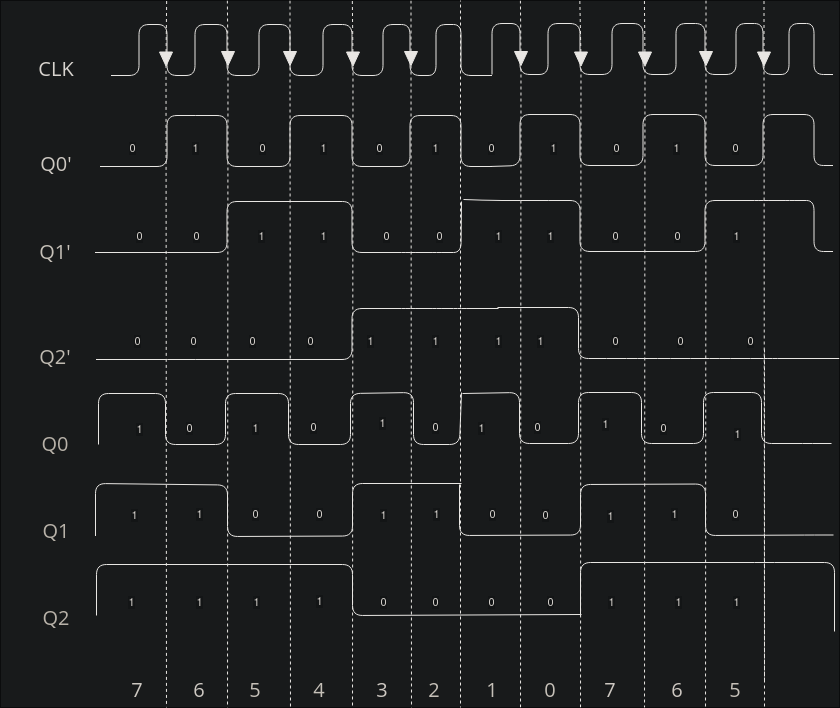 CLK
Q0' 0 1 0 1 0 1 0 1 0 1 0
Q1' 0 0 1 1 0 0 1 1 0 0 1
Q2' 0 0 0 0 1 1 1 1 0 0 0
Q0 1 0 1 0 1 0 1 0 1 0 1
Q1 1 1 0 0 1 1 0 0 1 1 0
Q2 1 1 1 1 0 0 0 0 1 1 1
7 6 5 4 3 2 1 0 7 6 5